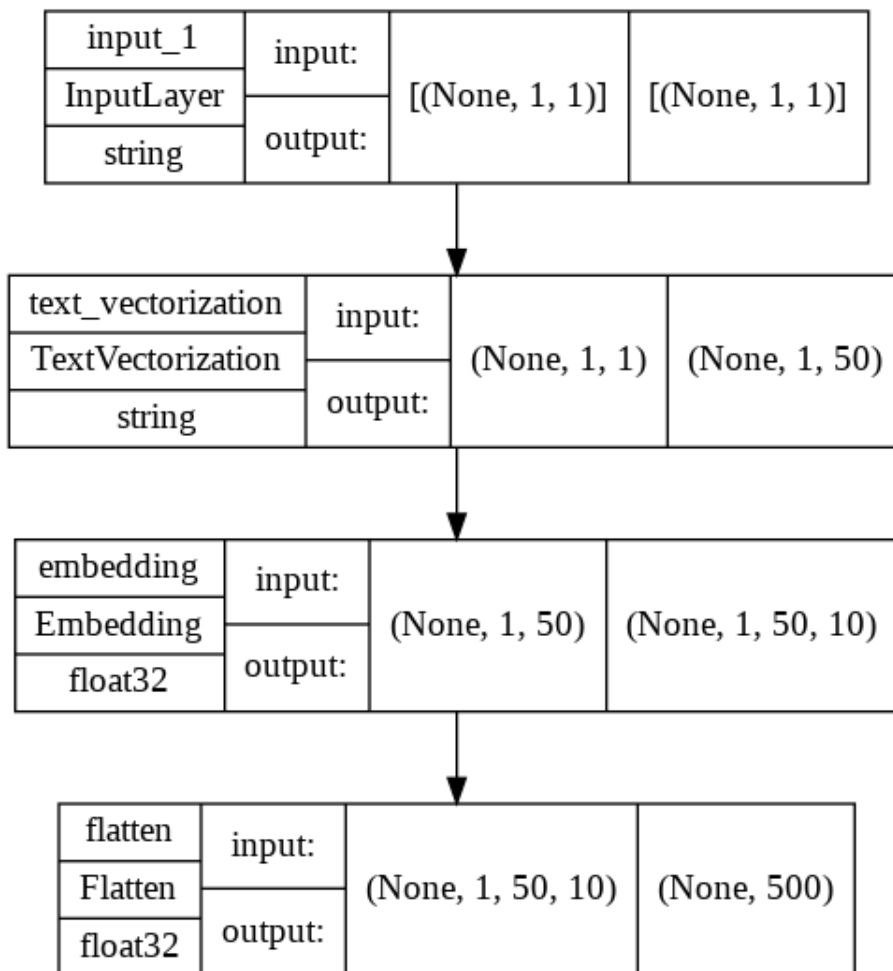 input_1
InputLayer
string
input:
output:
[(None, 1, 1)]
[(None, 1, 1)]
text_vectorization
TextVectorization
string
input:
output:
(None, 1, 1)
(None, 1, 50)
embedding
Embedding
float32
input:
output:
(None, 1, 50)
(None, 1, 50, 10)
flatten
Flatten
float32
input:
output:
(None, 1, 50, 10)
(None, 500)